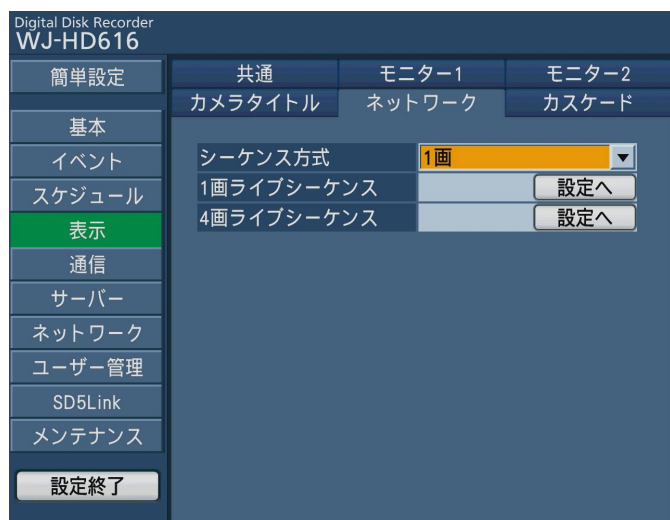 Digital Disk Recorder
WJ-HD616
簡単設定
基本
イベント
スケジュール
表示
通信
サーバー
ネットワーク
ユーザー管理
SD5Link
メンテナンス
設定終了
共通 モニター1 モニター2
カメラタイトル ネットワーク カスケード
シーケンス方式 1画
1画ライブシーケンス 設定へ
4画ライブシーケンス 設定へ